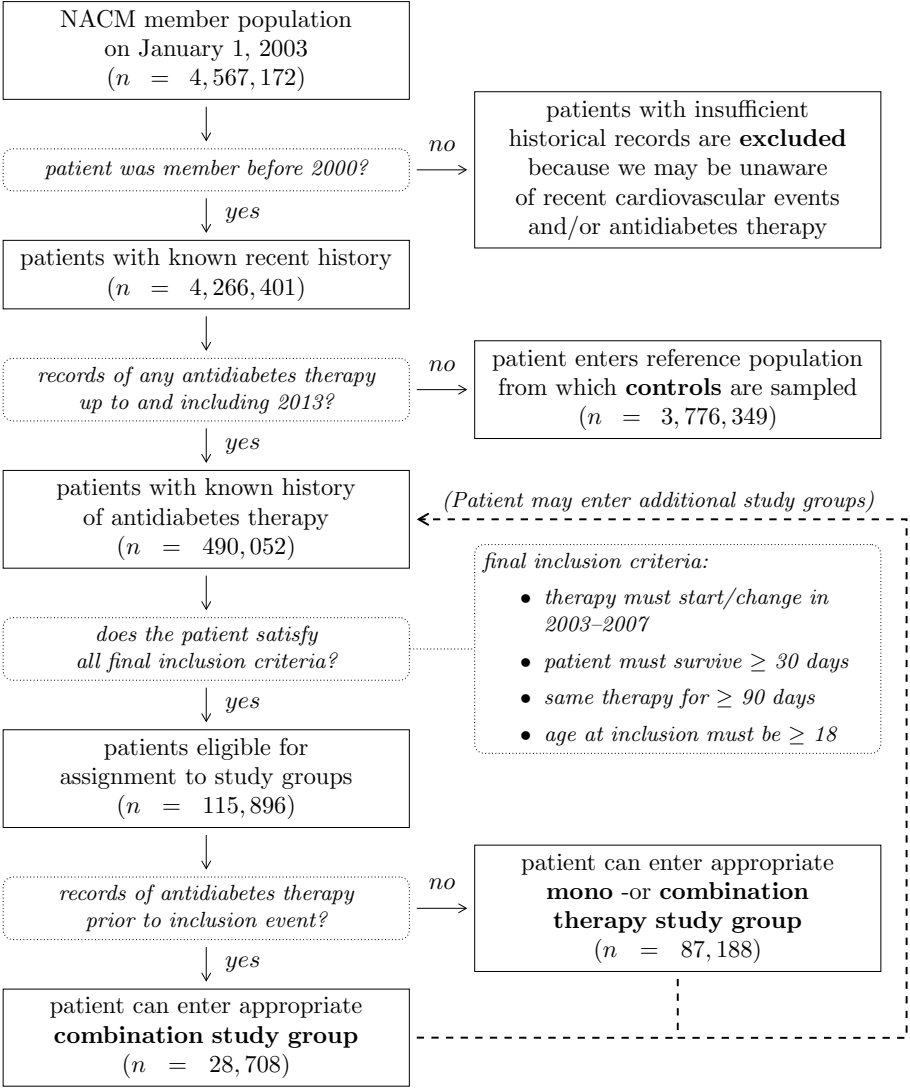 NACM member population
on January 1, 2003
(n = 4,567,172)
patient was member before 2000?
no
patients with insufficient
historical records are excluded
because we may be unaware
of recent cardiovascular events
and/or antidiabetes therapy
yes
patients with known recent history
(n = 4,266,401)
records of any antidiabetes therapy
up to and including 2013?
no
patient enters reference population
from which controls are sampled
(n = 3,776,349)
yes
patients with known history
of antidiabetes therapy
(n = 490,052)
(Patient may enter additional study groups)
does the patient satisfy
all final inclusion criteria?
final inclusion criteria:
• therapy must start/change in
2003–2007
• patient must survive ≥ 30 days
• same therapy for ≥ 90 days
• age at inclusion must be ≥ 18
yes
patients eligible for
assignment to study groups
(n = 115,896)
records of antidiabetes therapy
prior to inclusion event?
no
patient can enter appropriate
mono -or combination
therapy study group
(n = 87,188)
yes
patient can enter appropriate
combination study group
(n = 28,708)